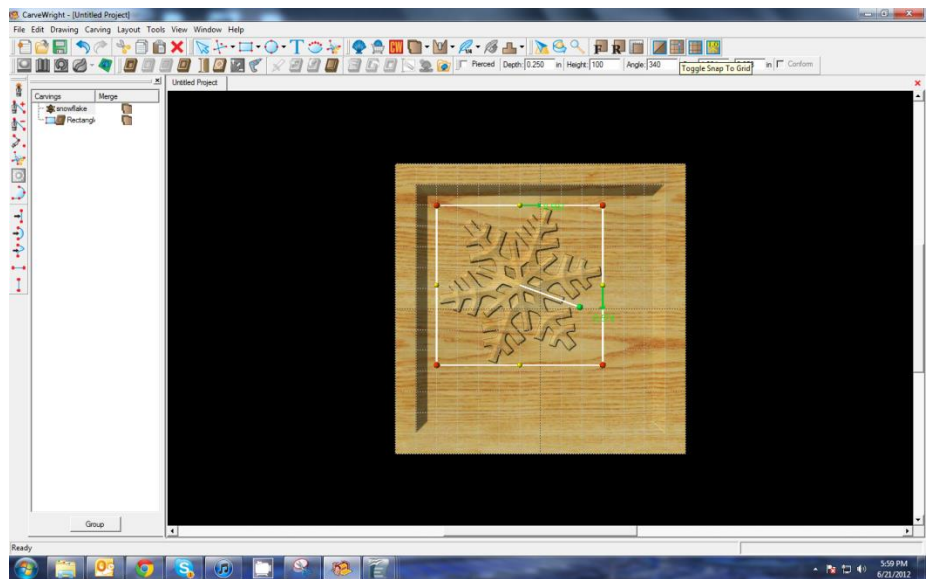 CarveWright - [Untitled Project]
File Edit Drawing Carving Layout Tools View Window Help
Pierced Depth: 0.250 in Height: 100 Angle: 340 Toggle Snap To Grid in Conform
Untitled Project
Carvings Merge
snowflake
Rectangl
Group
Ready
5:59 PM
6/21/2012